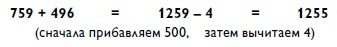 759 + 496 = 1259 – 4 = 1255
(сначала прибавляем 500, затем вычитаем 4)